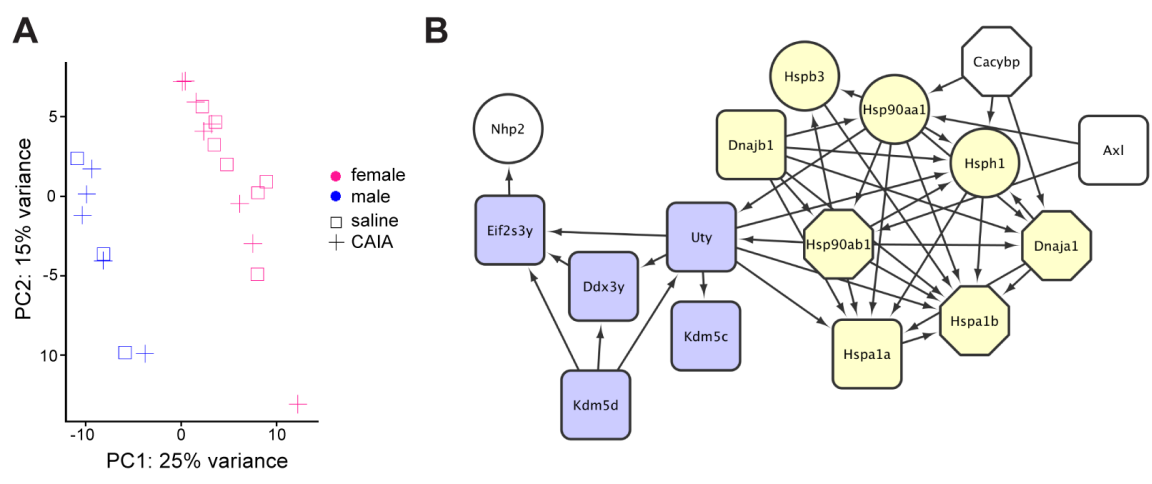 A
B
5
0
-5
10
-10
0
10
PC2: 15% variance
PC1: 25% variance
female
male
saline
CAIA
Cacybp
Hspb3
Hsp90aa1
Nhp2
Dnajb1
Hsph1
Axl
Eif2s3y
Uty
Hsp90ab1
Dnaja1
Ddx3y
Kdm5c
Hspa1b
Hspa1a
Kdm5d